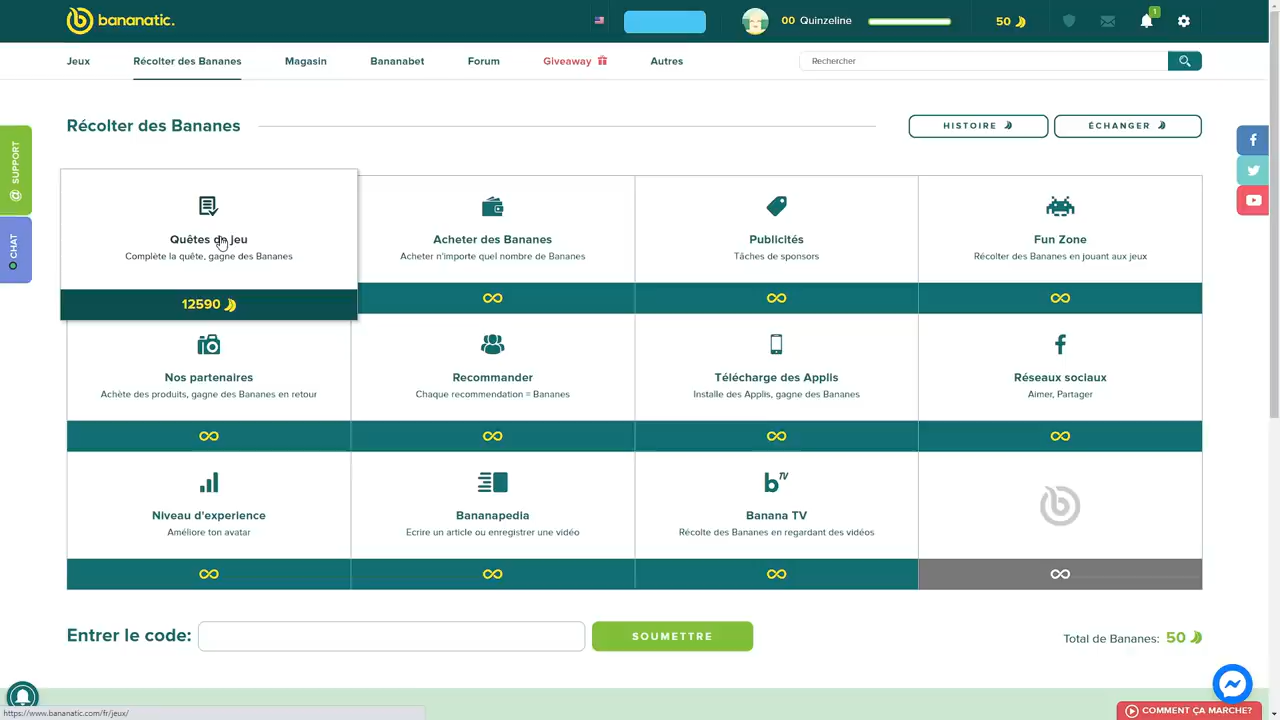 bananatic.
00 Quinzeline
50
1
Jeux
Récolter des Bananes
Magasin
Bananabet
Forum
Giveaway
Autres
Rechercher
Récolter des Bananes
HISTOIRE
ÉCHANGER
@ SUPPORT
CHAT
Quêtes du jeu
Complète la quête, gagne des Bananes
12590
Acheter des Bananes
Acheter n'importe quel nombre de Bananes
Publicités
Tâches de sponsors
Fun Zone
Récolter des Bananes en jouant aux jeux
Nos partenaires
Achète des produits, gagne des Bananes en retour
Recommander
Chaque recommendation = Bananes
Télécharge des Applis
Installe des Applis, gagne des Bananes
Réseaux sociaux
Aimer, Partager
Niveau d'experience
Améliore ton avatar
Bananapedia
Ecrire un article ou enregistrer une vidéo
b TV
Banana TV
Récolte des Bananes en regardant des vidéos
Entrer le code:
SOUMETTRE
Total de Bananes: 50
https://www.bananatic.com/fr/jeux/
COMMENT ÇA MARCHE?